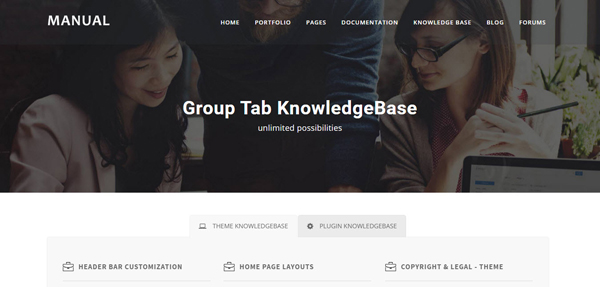 MANUAL
HOME PORTFOLIO PAGES DOCUMENTATION KNOWLEDGE BASE BLOG FORUMS
Group Tab KnowledgeBase
unlimited possibilities
THEME KNOWLEDGEBASE PLUGIN KNOWLEDGEBASE
HEADER BAR CUSTOMIZATION HOME PAGE LAYOUTS COPYRIGHT & LEGAL - THEME